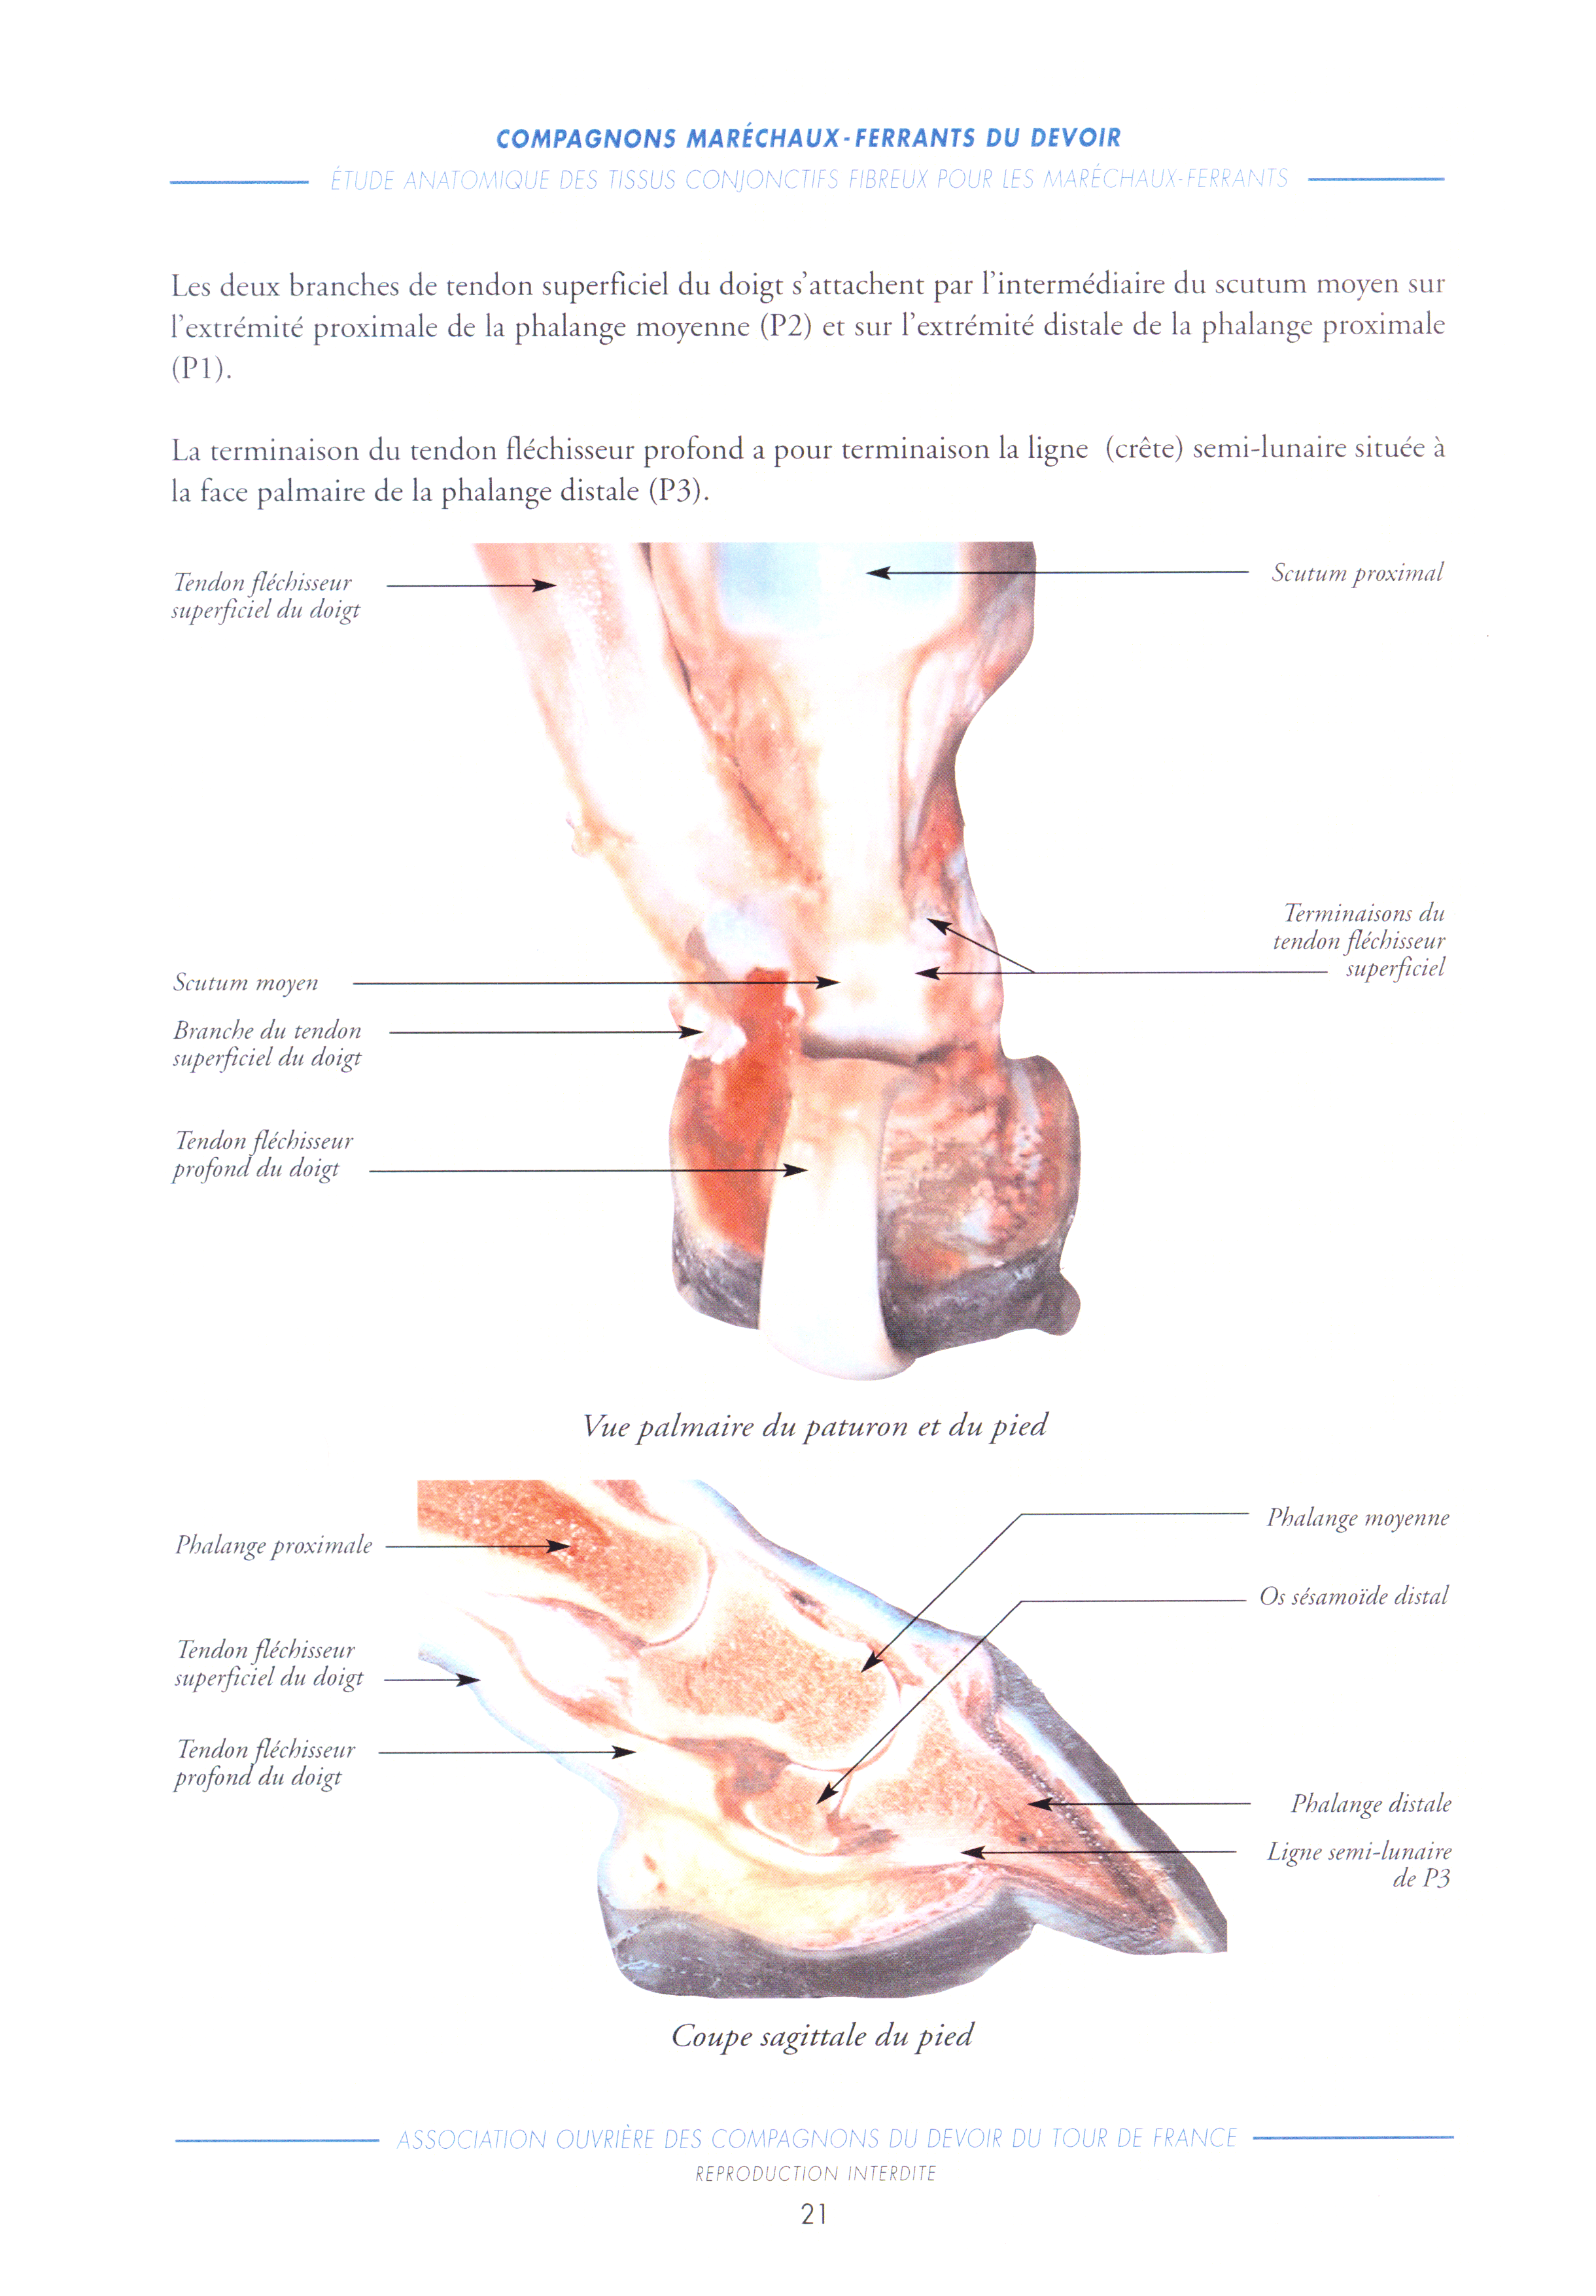 COMPAGNONS MARÉCHAUX-FERRANTS DU DEVOIR
ÉTUDE ANATOMIQUE DES TISSUS CONJONCTIFS FIBREUX POUR LES MARÉCHAUX-FERRANTS
Les deux branches de tendon superficiel du doigt s'attachent par l'intermédiaire du scutum moyen sur
l'extrémité proximale de la phalange moyenne (P2) et sur l'extrémité distale de la phalange proximale
(P1).
La terminaison du tendon fléchisseur profond a pour terminaison la ligne (crête) semi-lunaire située à
la face palmaire de la phalange distale (P3).
Tendon fléchisseur
superficiel du doigt
Scutum proximal
Terminaisons du
tendon fléchisseur
superficiel
Scutum moyen
Branche du tendon
superficiel du doigt
Tendon fléchisseur
profond du doigt
Vue palmaire du paturon et du pied
Phalange moyenne
Phalange proximale
Os sésamoïde distal
Tendon fléchisseur
superficiel du doigt
Tendon fléchisseur
profond du doigt
Phalange distale
Ligne semi-lunaire
de P3
Coupe sagittale du pied
ASSOCIATION OUVRIÈRE DES COMPAGNONS DU DEVOIR DU TOUR DE FRANCE
REPRODUCTION INTERDITE
21